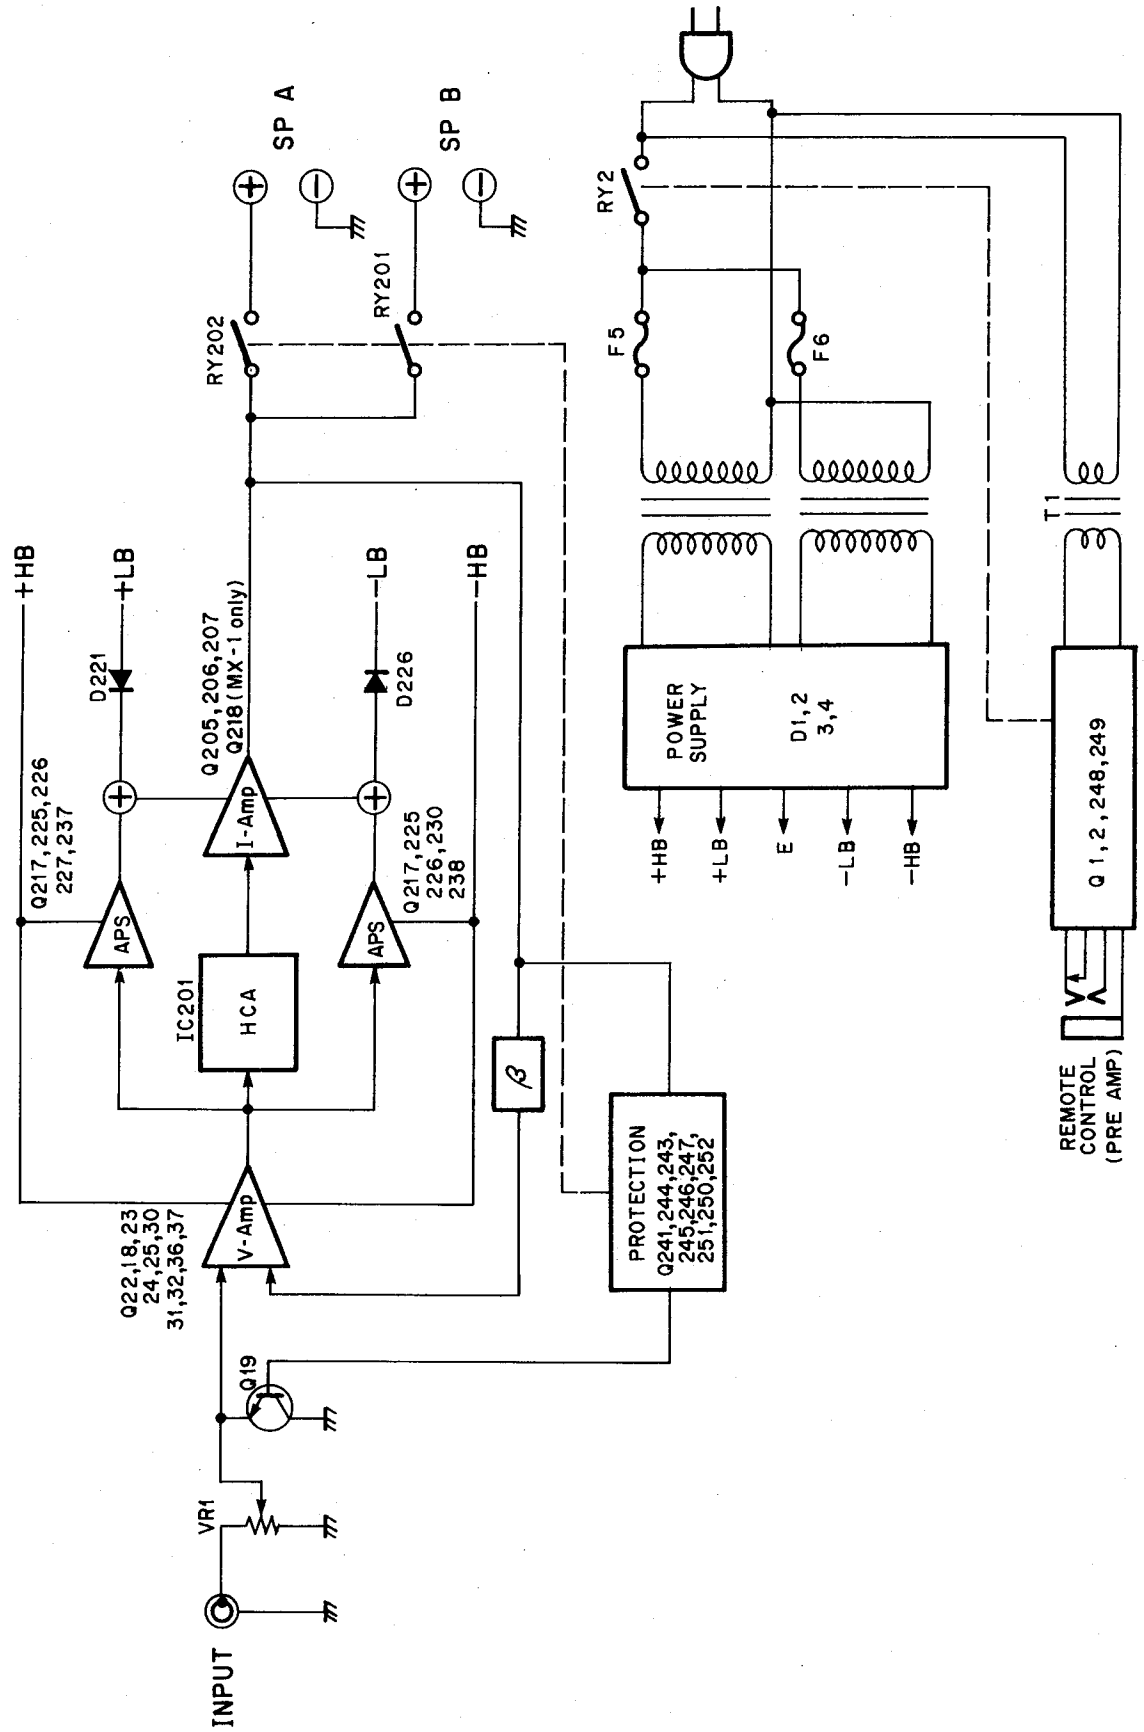 INPUT
VR1
Q19
Q22,18,23
24,25,30
31,32,36,37
V-Amp
IC201
HCA
APS
Q217,225,226
227,237
+HB
D221
+LB
I-Amp
Q205,206,207
Q218(MX-1 only)
APS
Q217,225
226,230
238
D226
-LB
-HB
β
RY202
RY201
SP A
SP B
PROTECTION
Q241,244,243,
245,246,247,
251,250,252
+HB
+LB
E
-LB
-HB
POWER
SUPPLY
D1,2
3,4
F5
F6
RY2
REMOTE
CONTROL
(PRE AMP)
Q1,2,248,249
T1